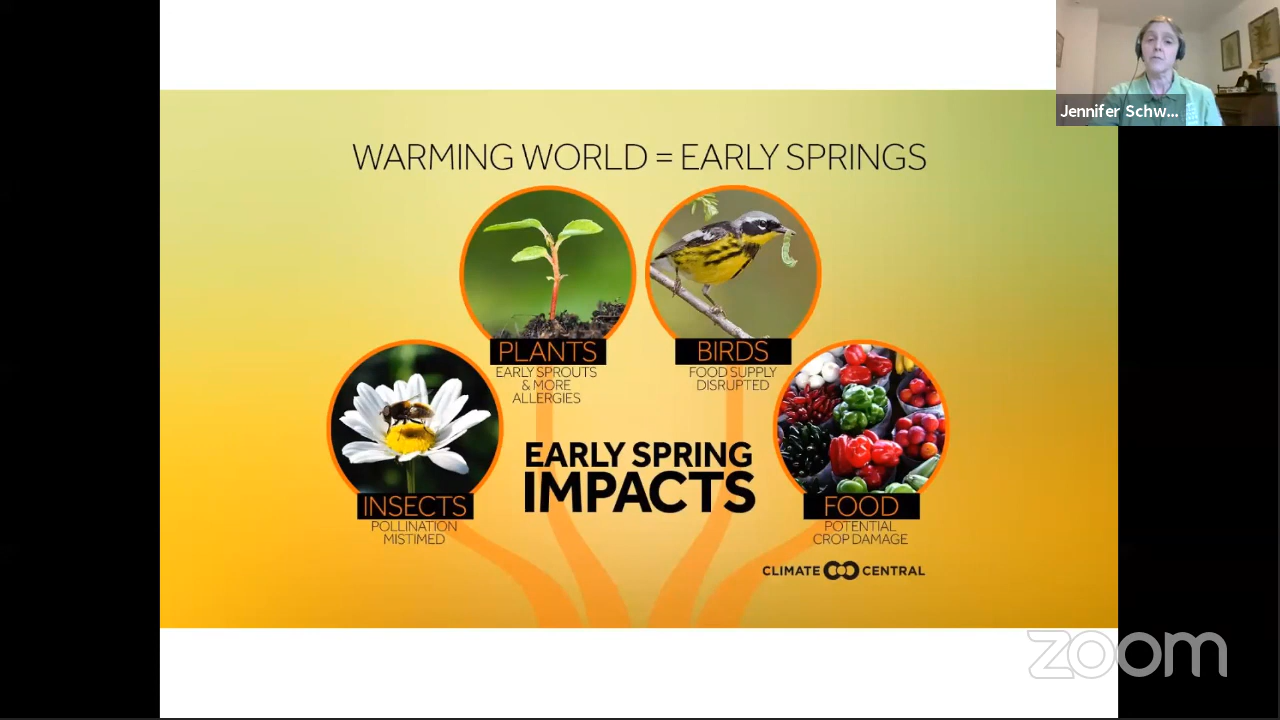 Jennifer Schw...
WARMING WORLD = EARLY SPRINGS
PLANTS
EARLY SPROUTS
& MORE
ALLERGIES
BIRDS
FOOD SUPPLY
DISRUPTED
EARLY SPRING
IMPACTS
INSECTS
POLLINATION
MISTIMED
FOOD
POTENTIAL
CROP DAMAGE
CLIMATE CENTRAL
zoom